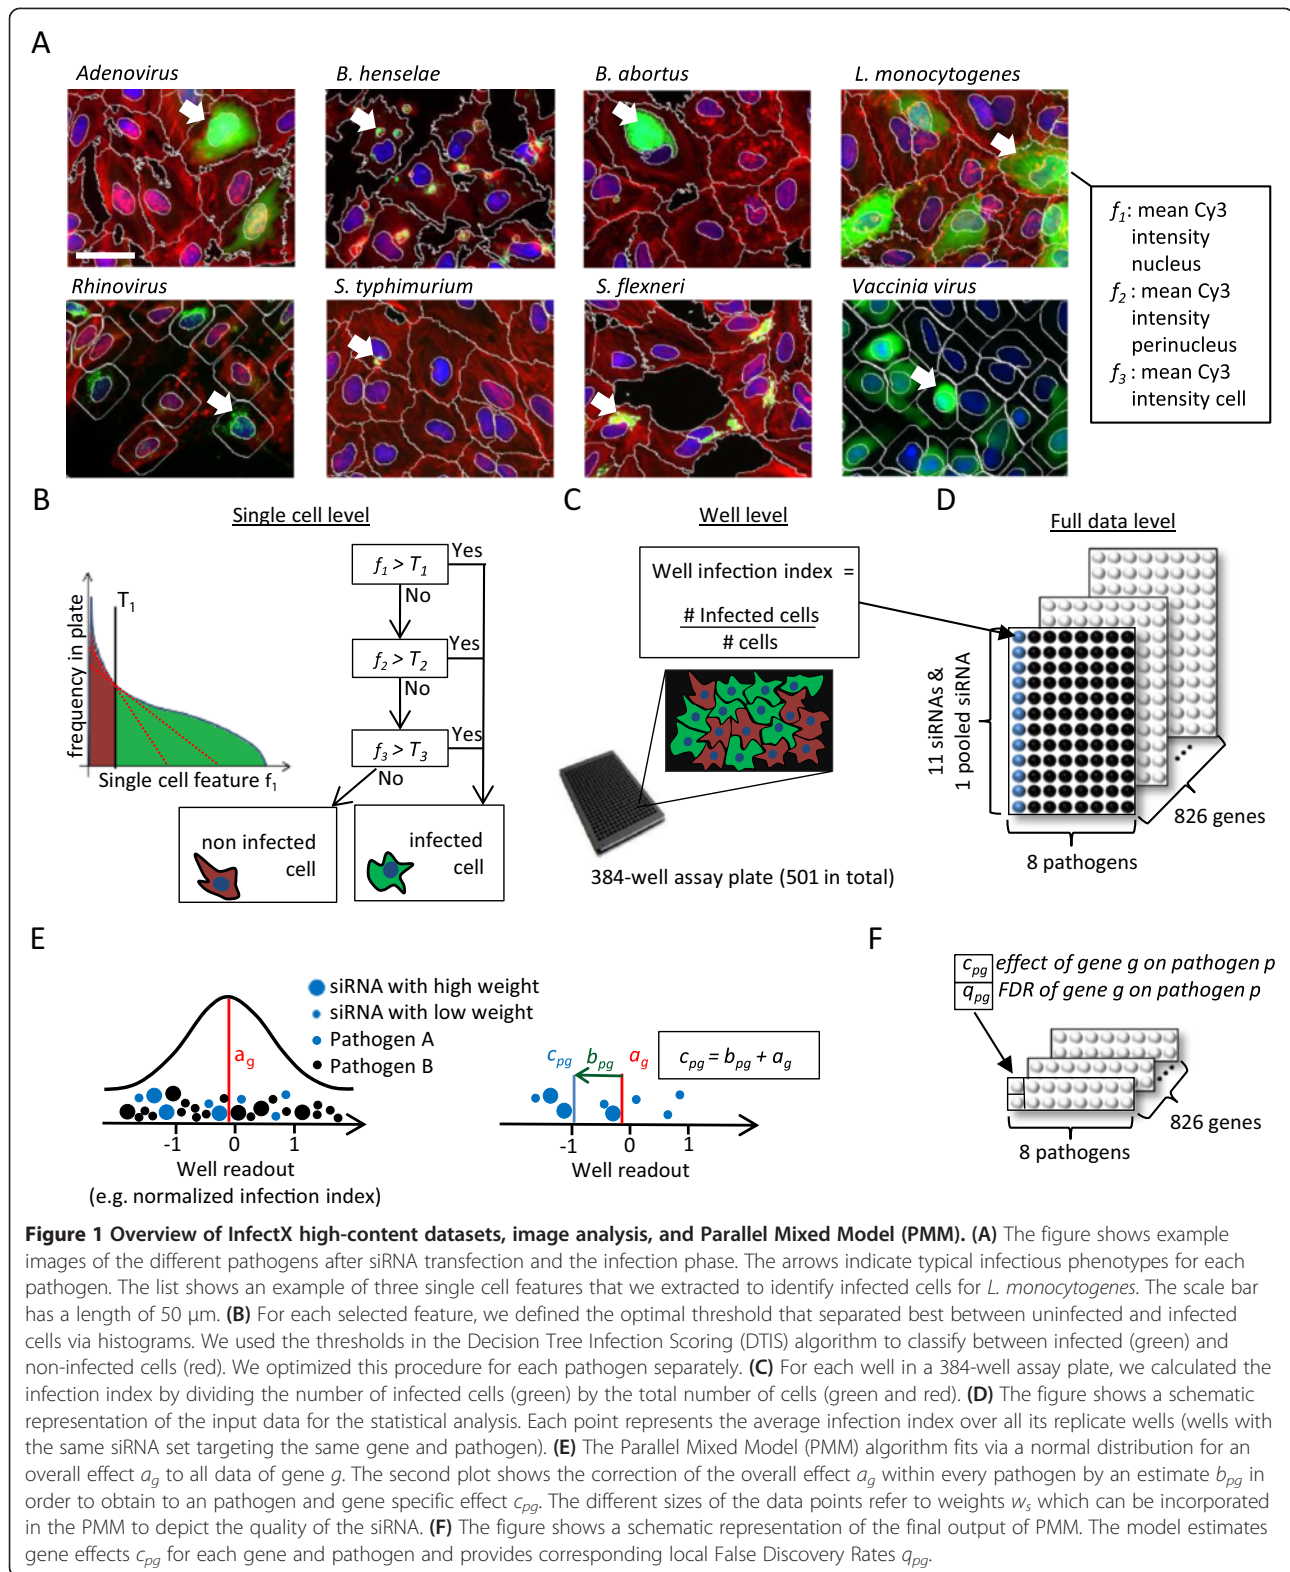 A
Adenovirus
B. henselae
B. abortus
L. monocytogenes
Rhinovirus
S. typhimurium
S. flexneri
Vaccinia virus
f1: mean Cy3
intensity
nucleus
f2 : mean Cy3
intensity
perinucleus
f3 : mean Cy3
intensity cell
B
Single cell level
frequency in plate
T1
Single cell feature f1
f1 > T1
Yes
No
f2 > T2
Yes
No
f3 > T3
Yes
No
non infected
cell
infected
cell
C
Well level
Well infection index =
# Infected cells
# cells
384-well assay plate (501 in total)
D
Full data level
11 siRNAs &
1 pooled siRNA
8 pathogens
826 genes
E
siRNA with high weight
siRNA with low weight
Pathogen A
Pathogen B
ag
-1 0 1
Well readout
(e.g. normalized infection index)
cpg bpg ag
cpg = bpg + ag
-1 0 1
Well readout
F
cpg effect of gene g on pathogen p
qpg FDR of gene g on pathogen p
826 genes
8 pathogens
Figure 1 Overview of InfectX high-content datasets, image analysis, and Parallel Mixed Model (PMM). (A) The figure shows example
images of the different pathogens after siRNA transfection and the infection phase. The arrows indicate typical infectious phenotypes for each
pathogen. The list shows an example of three single cell features that we extracted to identify infected cells for L. monocytogenes. The scale bar
has a length of 50 μm. (B) For each selected feature, we defined the optimal threshold that separated best between uninfected and infected
cells via histograms. We used the thresholds in the Decision Tree Infection Scoring (DTIS) algorithm to classify between infected (green) and
non-infected cells (red). We optimized this procedure for each pathogen separately. (C) For each well in a 384-well assay plate, we calculated the
infection index by dividing the number of infected cells (green) by the total number of cells (green and red). (D) The figure shows a schematic
representation of the input data for the statistical analysis. Each point represents the average infection index over all its replicate wells (wells with
the same siRNA set targeting the same gene and pathogen). (E) The Parallel Mixed Model (PMM) algorithm fits via a normal distribution for an
overall effect ag to all data of gene g. The second plot shows the correction of the overall effect ag within every pathogen by an estimate bpg in
order to obtain to an pathogen and gene specific effect cpg. The different sizes of the data points refer to weights ws which can be incorporated
in the PMM to depict the quality of the siRNA. (F) The figure shows a schematic representation of the final output of PMM. The model estimates
gene effects cpg for each gene and pathogen and provides corresponding local False Discovery Rates qpg.